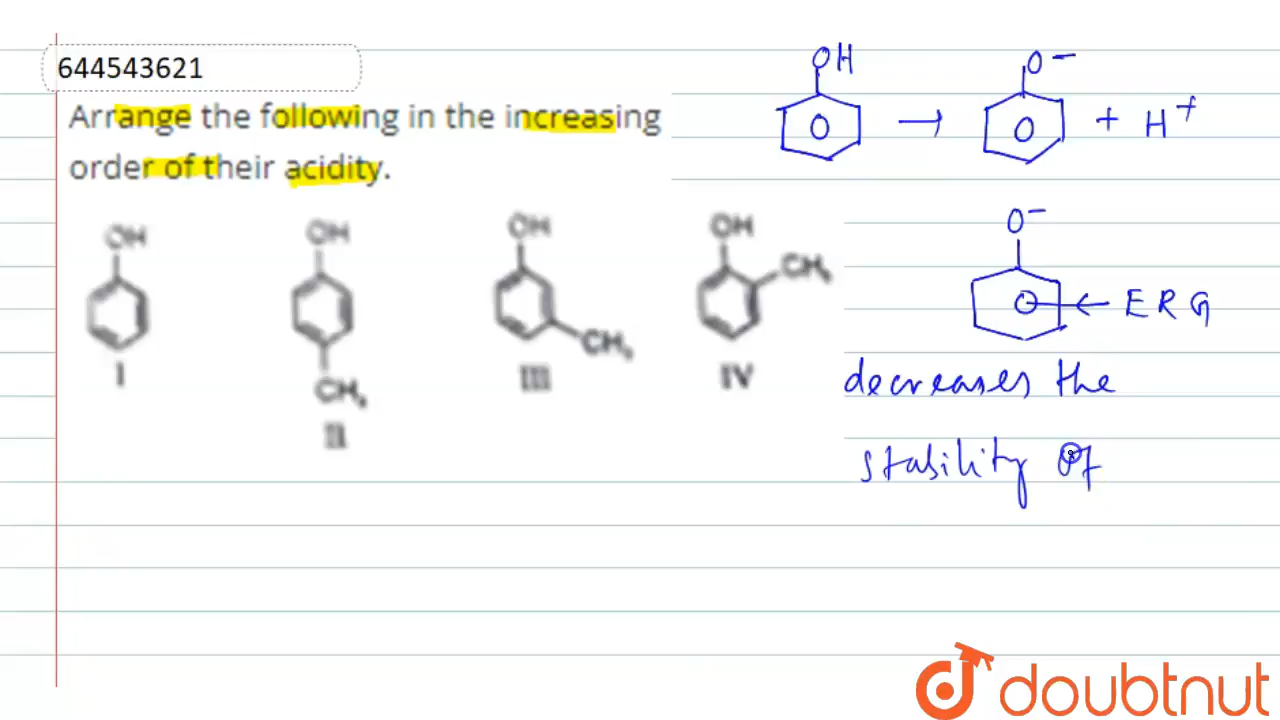 644543621
Arrange the following in the increasing
order of their acidity.
OH
OH
OH
OH
CH₃
CH₃
CH₃
I
II
III
IV
OH
→
O⁻
+ H⁺
O⁻
← ERG
decreases the
stability of
doubtnut